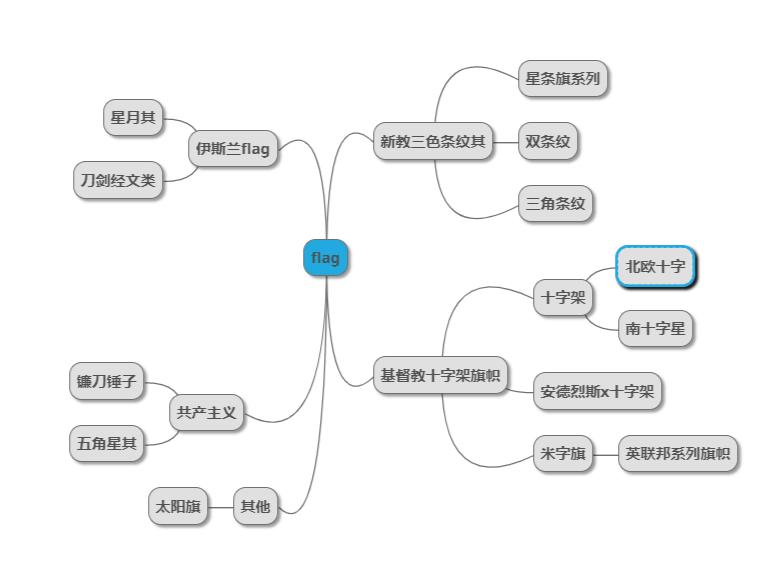 星条旗系列
星月其
新教三色条纹其
双条纹
伊斯兰flag
刀剑经文类
三角条纹
flag
北欧十字
十字架
南十字星
基督教十字架旗帜
镰刀锤子
安德烈斯x十字架
共产主义
五角星其
米字旗
英联邦系列旗帜
太阳旗
其他